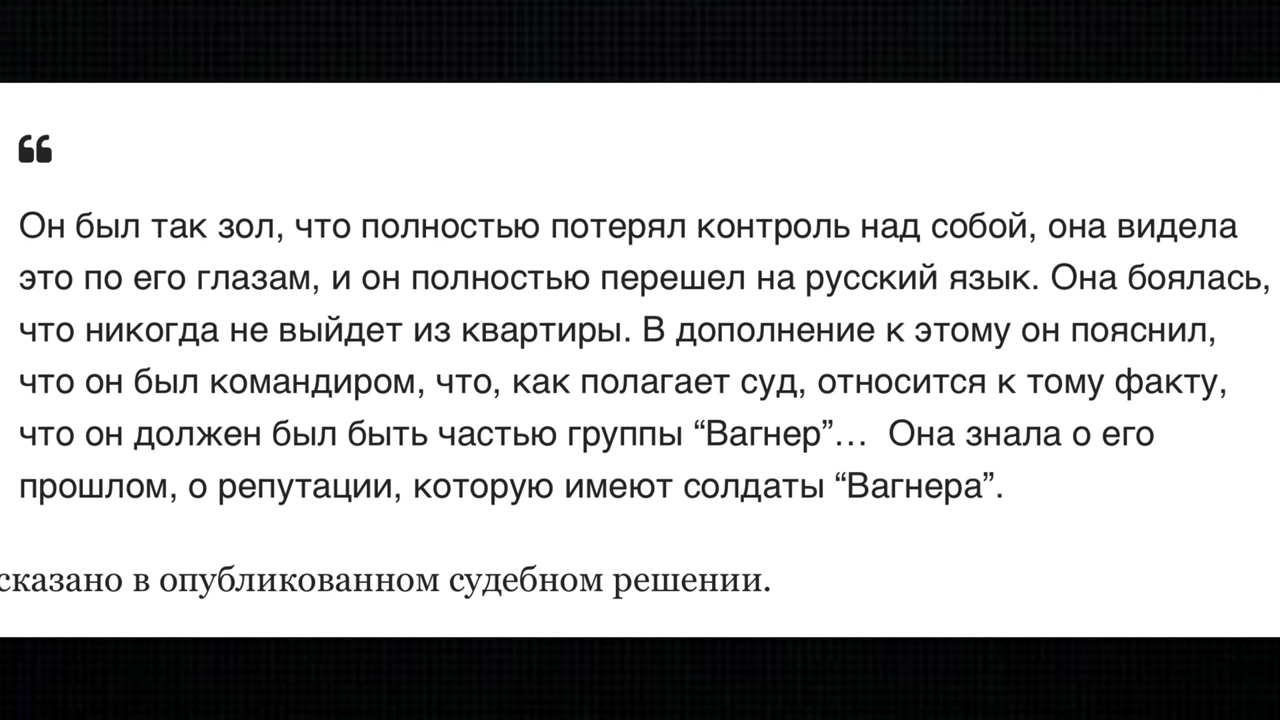 “
Он был так зол, что полностью потерял контроль над собой, она видела
это по его глазам, и он полностью перешел на русский язык. Она боялась,
что никогда не выйдет из квартиры. В дополнение к этому он пояснил,
что он был командиром, что, как полагает суд, относится к тому факту,
что он должен был быть частью группы “Вагнер”… Она знала о его
прошлом, о репутации, которую имеют солдаты “Вагнера”.
сказано в опубликованном судебном решении.